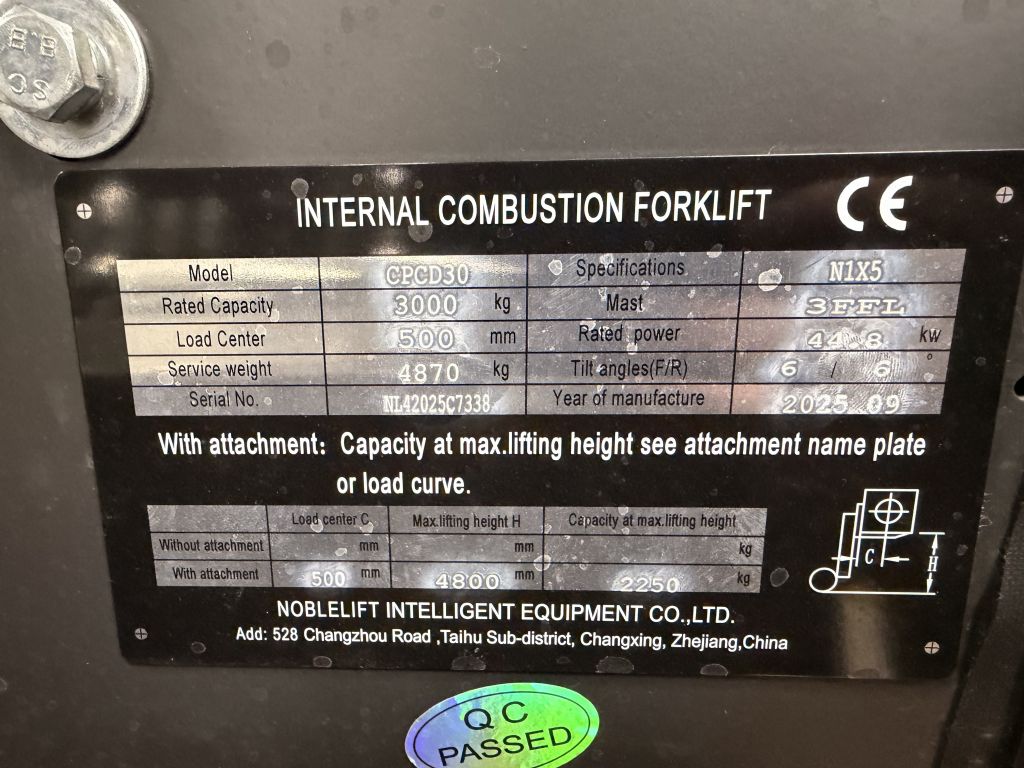 INTERNAL COMBUSTION FORKLIFT CE
Model CPCD30 Specifications N1X5
Rated Capacity 3000 kg Mast 3FFL
Load Center 500 mm Rated power 44.8 kw
Service weight 4870 kg Tilt angles(F/R) 6 / 6 °
Serial No. NL42025C7338 Year of manufacture 2025 09
With attachment: Capacity at max.lifting height see attachment name plate
or load curve.
Load center C Max.lifting height H Capacity at max.lifting height
Without attachment mm mm kg
With attachment 500 mm 4800 mm 2250 kg
C H
NOBLELIFT INTELLIGENT EQUIPMENT CO.,LTD.
Add: 528 Changzhou Road ,Taihu Sub-district, Changxing, Zhejiang,China
QC
PASSED